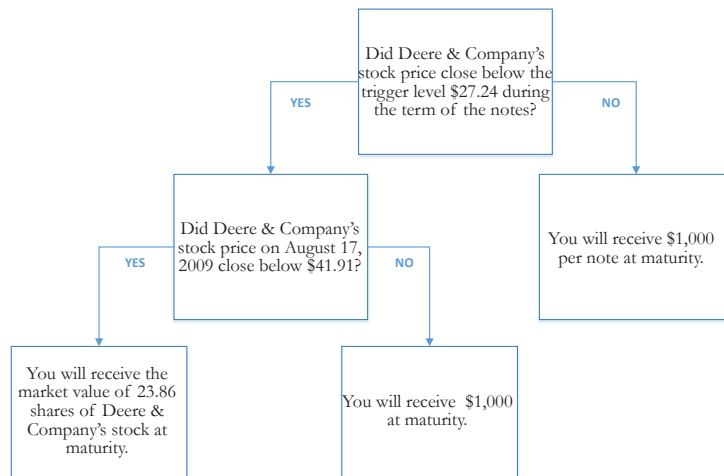 Did Deere & Company's
stock price close below the
trigger level $27.24 during
the term of the notes?
YES
NO
Did Deere & Company's
stock price on August 17,
2009 close below $41.91?
You will receive $1,000
per note at maturity.
YES
NO
You will receive the
market value of 23.86
shares of Deere &
Company's stock at
maturity.
You will receive $1,000
at maturity.